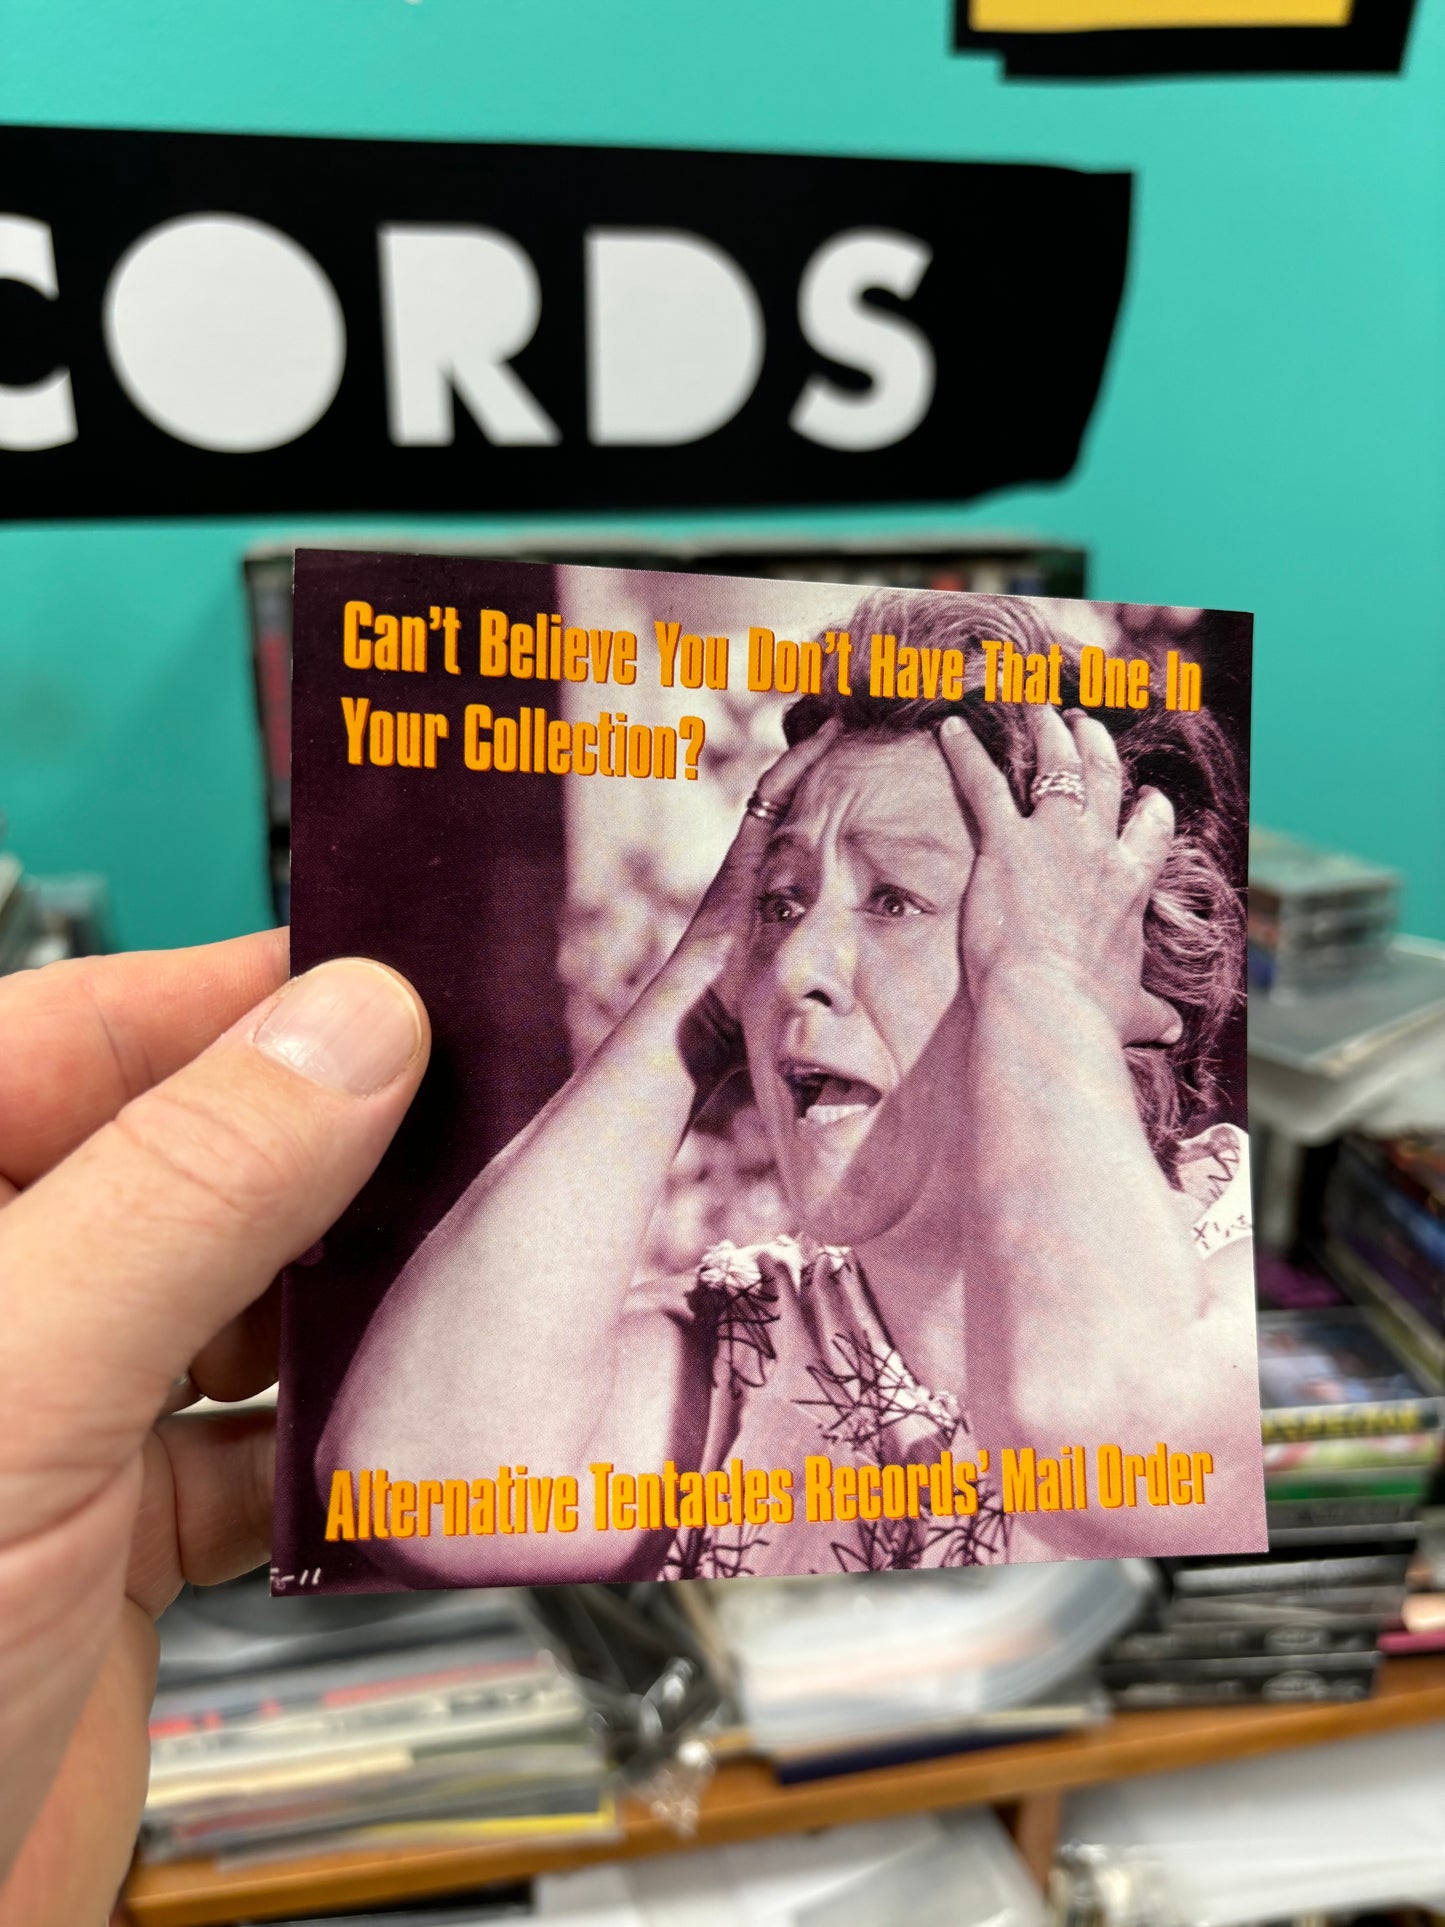 CORDS
Can't Believe You Don't Have That One In
Your Collection?
Alternative Tentacles Records' Mail Order